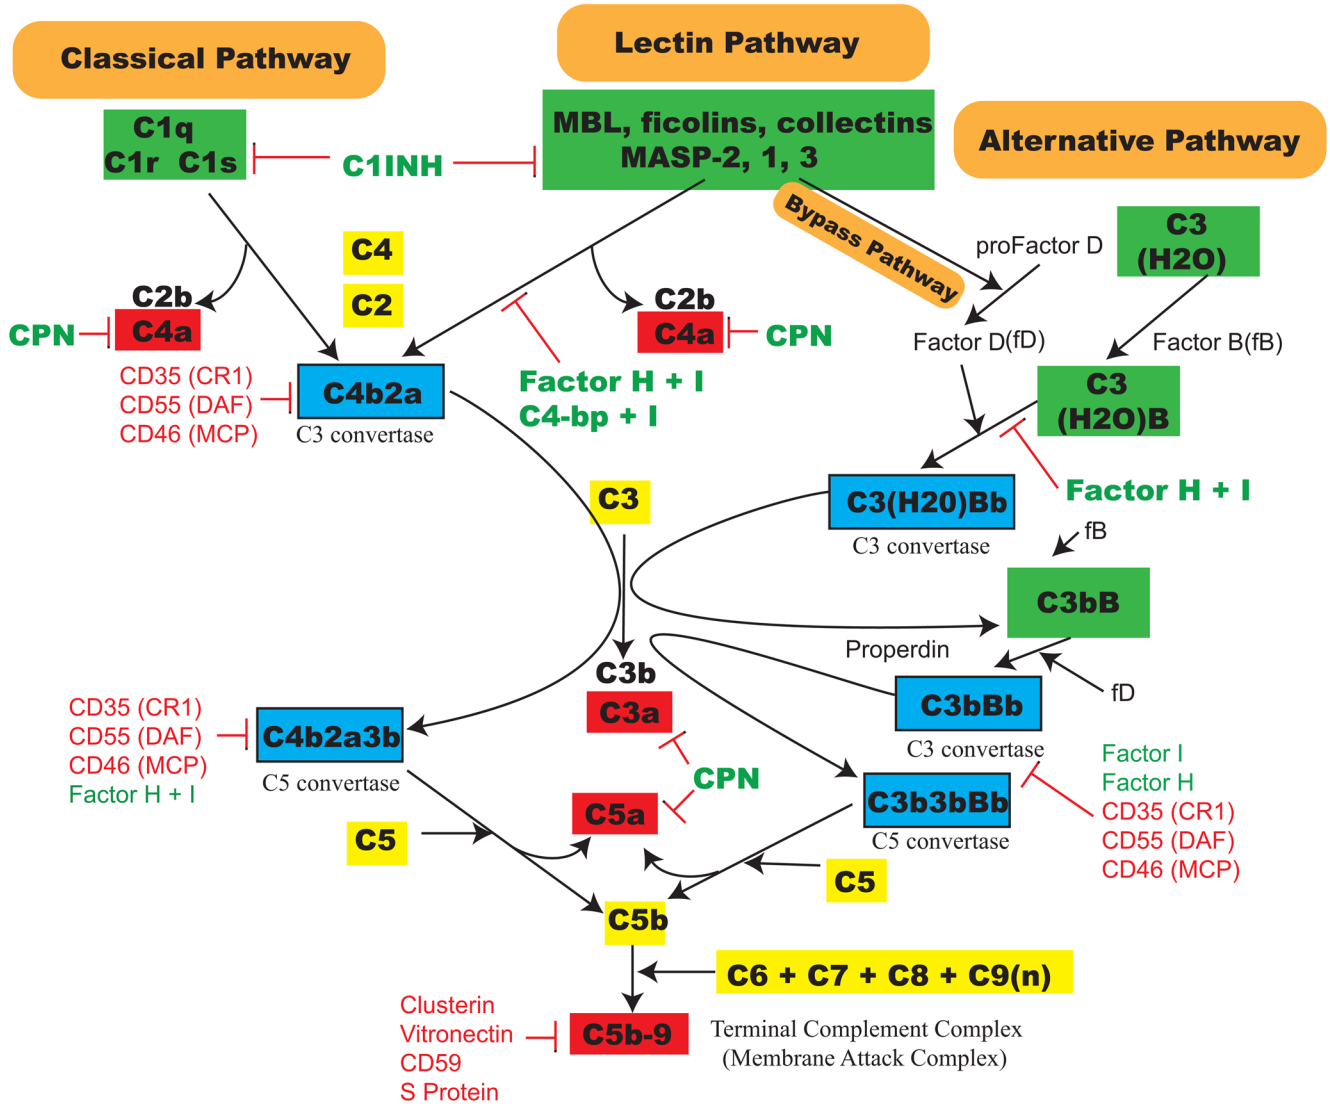 Classical Pathway
Lectin Pathway
Alternative Pathway
C1q
C1r C1s
C1INH
MBL, ficolins, collectins
MASP-2, 1, 3
Bypass Pathway
proFactor D
C3
(H2O)
C4
C2
C2b
C4a
CPN
C2b
C4a
CPN
Factor D(fD)
Factor B(fB)
CD35 (CR1)
CD55 (DAF)
CD46 (MCP)
C4b2a
C3 convertase
Factor H + I
C4-bp + I
C3
(H2O)B
Factor H + I
C3
C3(H20)Bb
C3 convertase
fB
C3bB
Properdin
fD
C3b
C3a
C3bBb
C3 convertase
CD35 (CR1)
CD55 (DAF)
CD46 (MCP)
Factor H + I
C4b2a3b
C5 convertase
CPN
C5a
C3b3bBb
C5 convertase
Factor I
Factor H
CD35 (CR1)
CD55 (DAF)
CD46 (MCP)
C5
C5
C5b
C6 + C7 + C8 + C9(n)
Clusterin
Vitronectin
CD59
S Protein
C5b-9
Terminal Complement Complex
(Membrane Attack Complex)